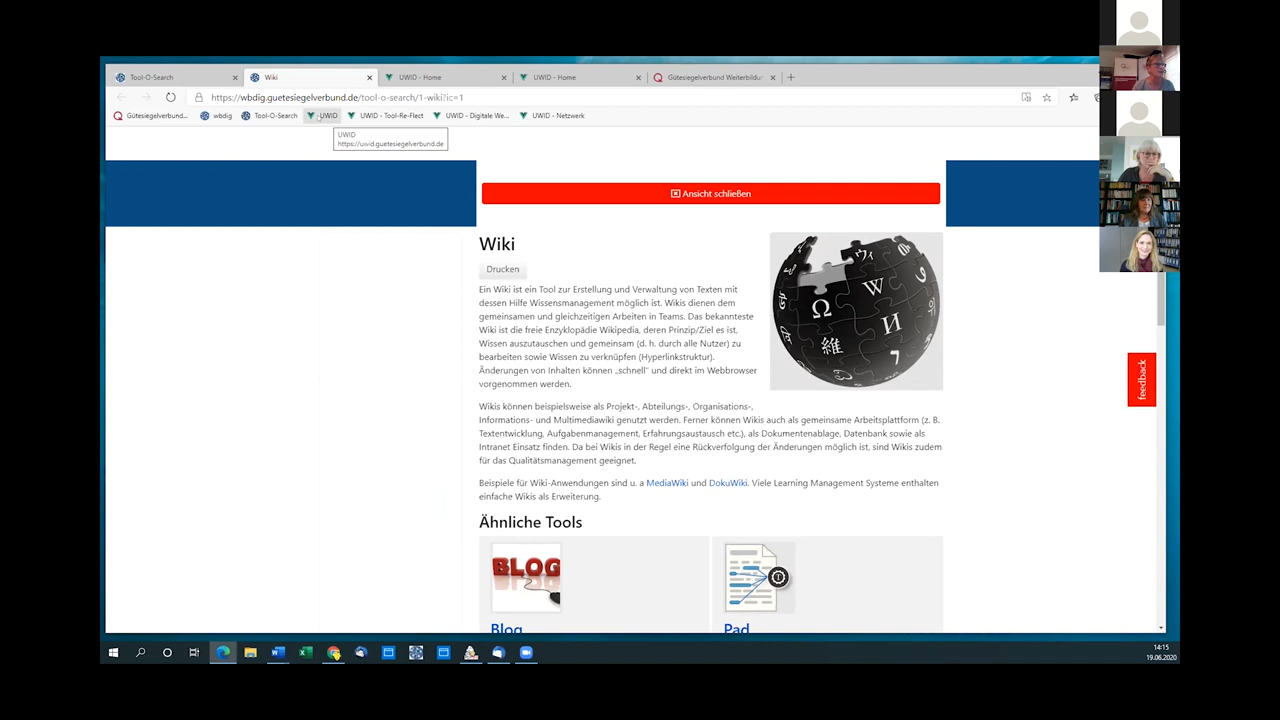 Tool-O-Search
Wiki
UWID - Home
UWID - Home
Gütesiegelverbund Weiterbildu
https://wbdig.guetesiegelverbund.de/tool-o-search/1-wiki?ic=1
Gütesiegelverbund...
wbdig
Tool-O-Search
UWID
UWID - Tool-Re-Flect
UWID - Digitale We...
UWID - Netzwerk
UWID
https://uwid.guetesiegelverbund.de
Ansicht schließen
Wiki
Drucken
Ein Wiki ist ein Tool zur Erstellung und Verwaltung von Texten mit
dessen Hilfe Wissensmanagement möglich ist. Wikis dienen dem
gemeinsamen und gleichzeitigen Arbeiten in Teams. Das bekannteste
Wiki ist die freie Enzyklopädie Wikipedia, deren Prinzip/Ziel es ist,
Wissen auszutauschen und gemeinsam (d. h. durch alle Nutzer) zu
bearbeiten sowie Wissen zu verknüpfen (Hyperlinkstruktur).
Änderungen von Inhalten können „schnell“ und direkt im Webbrowser
vorgenommen werden.
Ω
W
И
維
ウィ
Wikis können beispielsweise als Projekt-, Abteilungs-, Organisations-,
Informations- und Multimediawiki genutzt werden. Ferner können Wikis auch als gemeinsame Arbeitsplattform (z. B.
Textentwicklung, Aufgabenmanagement, Erfahrungsaustausch etc.), als Dokumentenablage, Datenbank sowie als
Intranet Einsatz finden. Da bei Wikis in der Regel eine Rückverfolgung der Änderungen möglich ist, sind Wikis zudem
für das Qualitätsmanagement geeignet.
Beispiele für Wiki-Anwendungen sind u. a MediaWiki und DokuWiki. Viele Learning Management Systeme enthalten
einfache Wikis als Erweiterung.
Ähnliche Tools
BLOG
T
Blog
Pad
feedback
14:15
19.06.2020